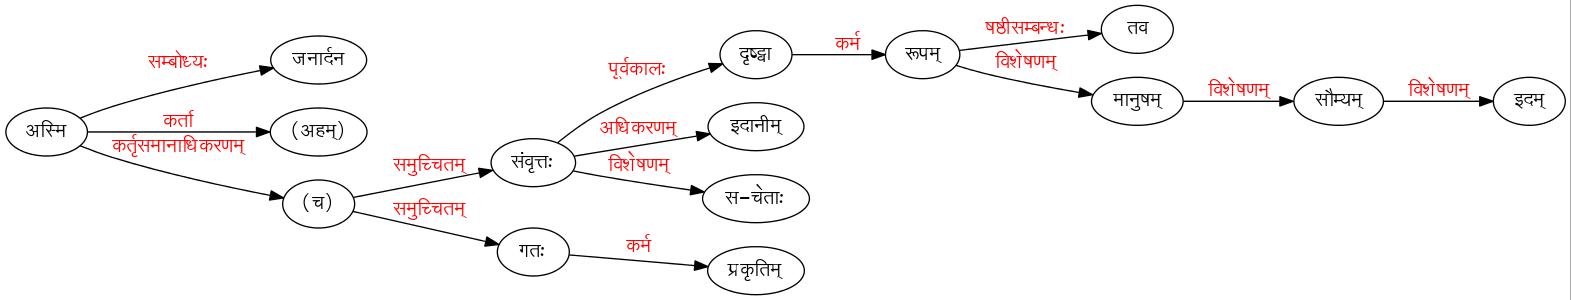 तव
षष्ठीसम्बन्धः
कर्म
दृष्ट्वा
रूपम्
विशेषणम्
सम्बोध्यः
जनार्दन
पूर्वकालः
मानुषम्
विशेषणम्
सौम्यम्
विशेषणम्
इदम्
अस्मि
कर्ता
(अहम्)
अधिकरणम्
इदानीम्
कर्तृसमानाधिकरणम्
समुच्चितम्
संवृत्तः
विशेषणम्
स-चेताः
(च)
समुच्चितम्
गतः
कर्म
प्रकृतिम्